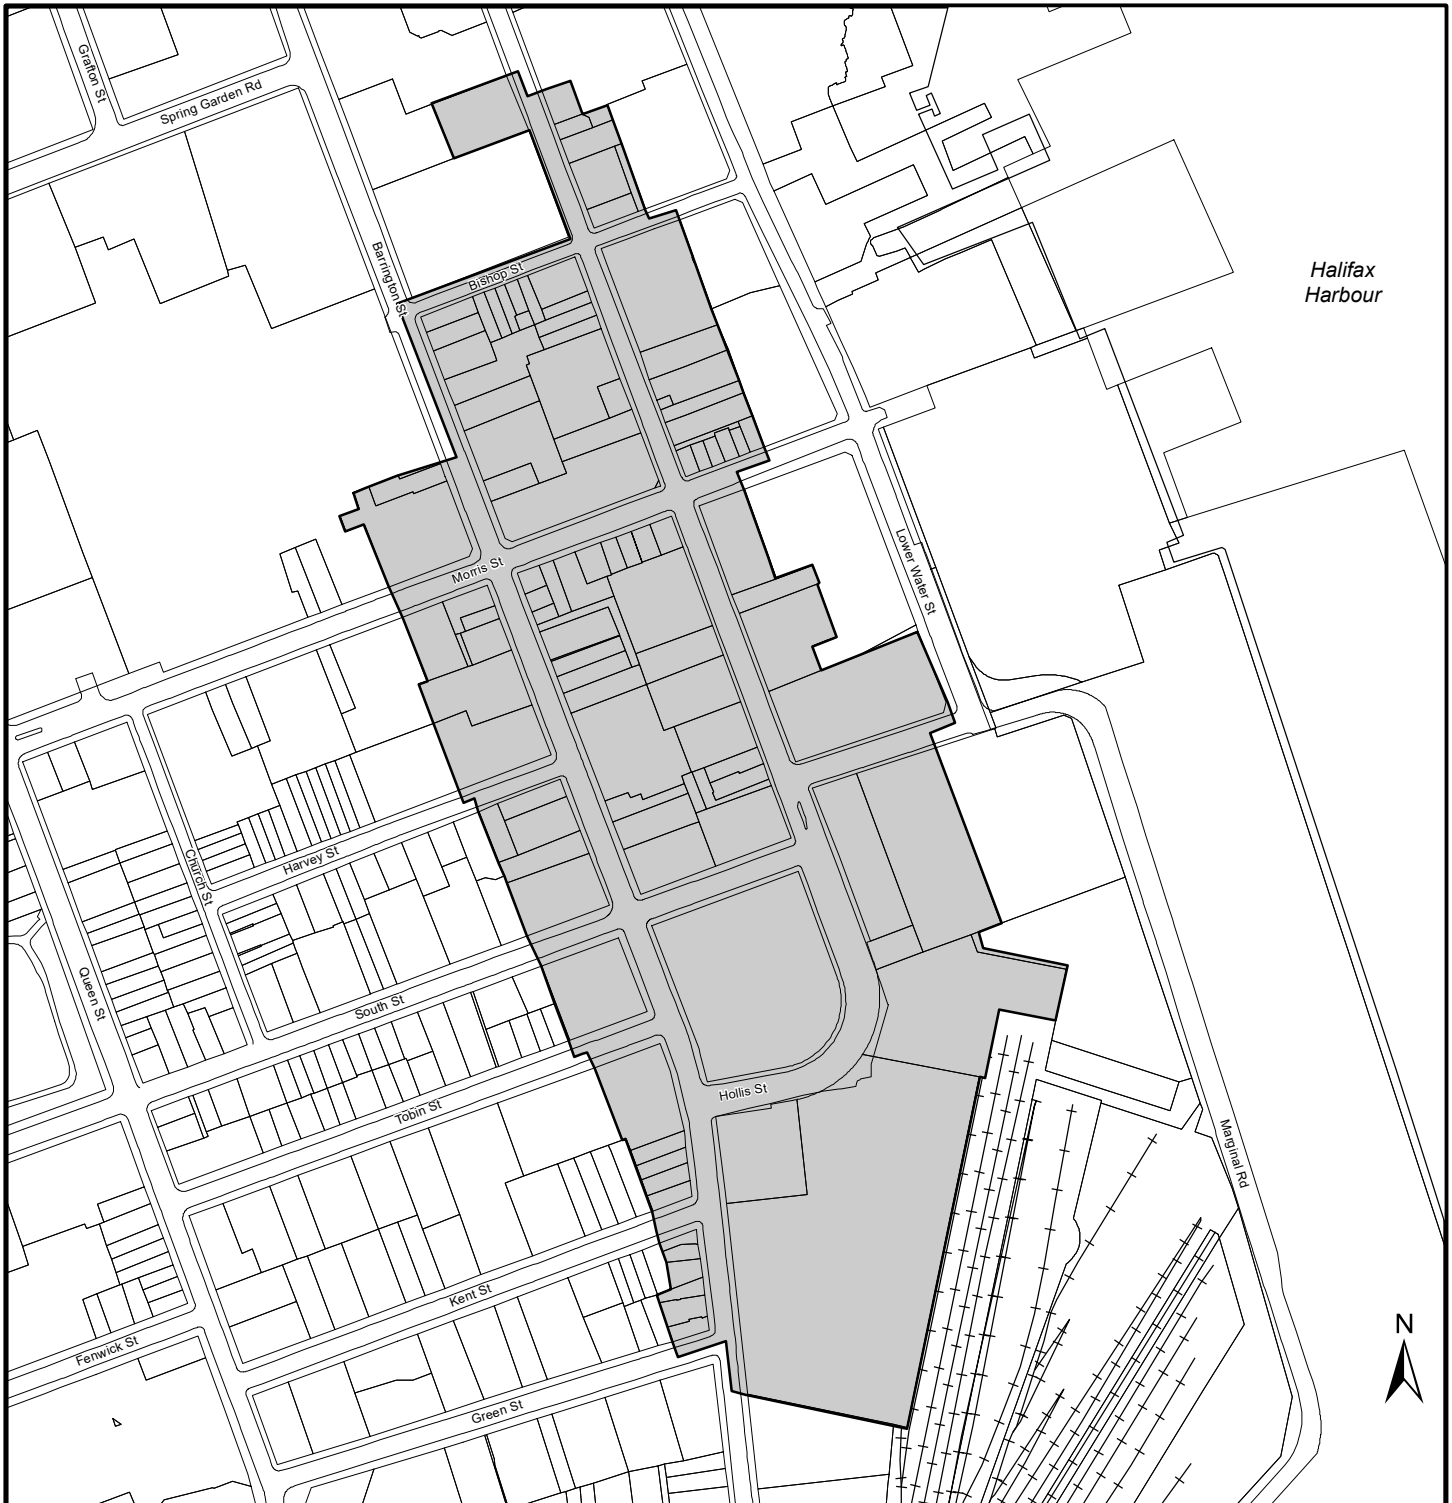 Grafton St
Spring Garden Rd
Barrington St
Bishop St
Halifax
Harbour
Morris St
Lower Water St
Harvey St
Church St
Queen St
South St
Hollis St
Tobin St
Marginal Rd
Kent St
Fenwick St
Green St
N